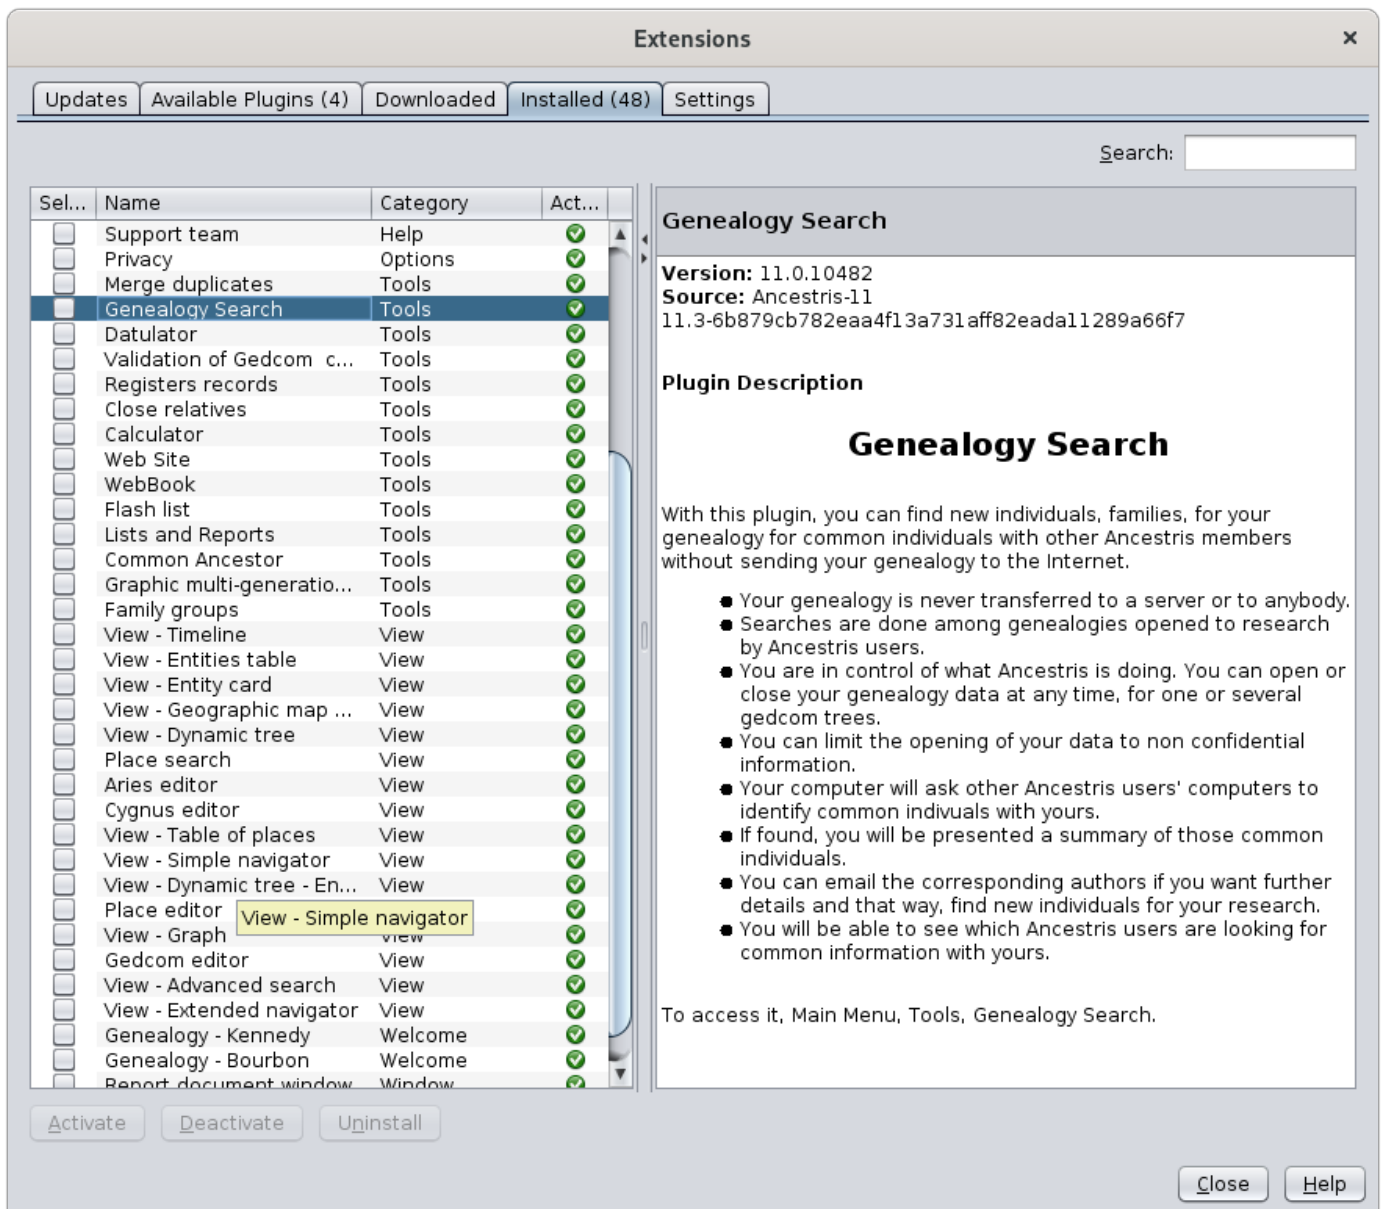 Extensions
Updates Available Plugins (4) Downloaded Installed (48) Settings
Search:
Sel... Name Category Act...
Support team Help
Privacy Options
Merge duplicates Tools
Genealogy Search Tools
Datulator Tools
Validation of Gedcom c... Tools
Registers records Tools
Close relatives Tools
Calculator Tools
Web Site Tools
WebBook Tools
Flash list Tools
Lists and Reports Tools
Common Ancestor Tools
Graphic multi-generatio... Tools
Family groups Tools
View - Timeline View
View - Entities table View
View - Entity card View
View - Geographic map ... View
View - Dynamic tree View
Place search View
Aries editor View
Cygnus editor View
View - Table of places View
View - Simple navigator View
View - Dynamic tree - En... View
Place editor
View - Simple navigator
View - Graph View
Gedcom editor View
View - Advanced search View
View - Extended navigator View
Genealogy - Kennedy Welcome
Genealogy - Bourbon Welcome
Report document window Window
Genealogy Search
Version: 11.0.10482
Source: Ancestris-11
11.3-6b879cb782eaa4f13a731aff82eada11289a66f7
Plugin Description
Genealogy Search
With this plugin, you can find new individuals, families, for your
genealogy for common individuals with other Ancestris members
without sending your genealogy to the Internet.
● Your genealogy is never transferred to a server or to anybody.
● Searches are done among genealogies opened to research
by Ancestris users.
● You are in control of what Ancestris is doing. You can open or
close your genealogy data at any time, for one or several
gedcom trees.
● You can limit the opening of your data to non confidential
information.
● Your computer will ask other Ancestris users' computers to
identify common indivuals with yours.
● If found, you will be presented a summary of those common
individuals.
● You can email the corresponding authors if you want further
details and that way, find new individuals for your research.
● You will be able to see which Ancestris users are looking for
common information with yours.
To access it, Main Menu, Tools, Genealogy Search.
Activate Deactivate Uninstall
Close Help